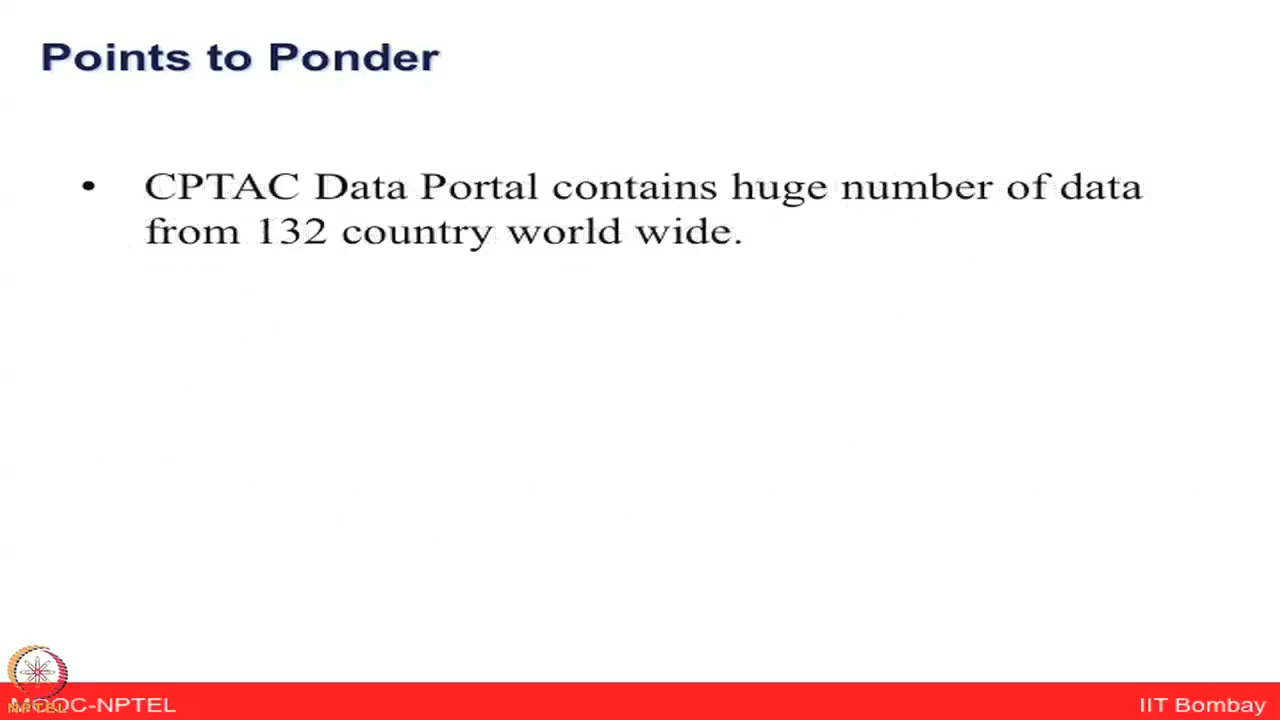 Points to Ponder
• CPTAC Data Portal contains huge number of data
from 132 country world wide.
MOOC-NPTEL
NPTEL
IIT Bombay